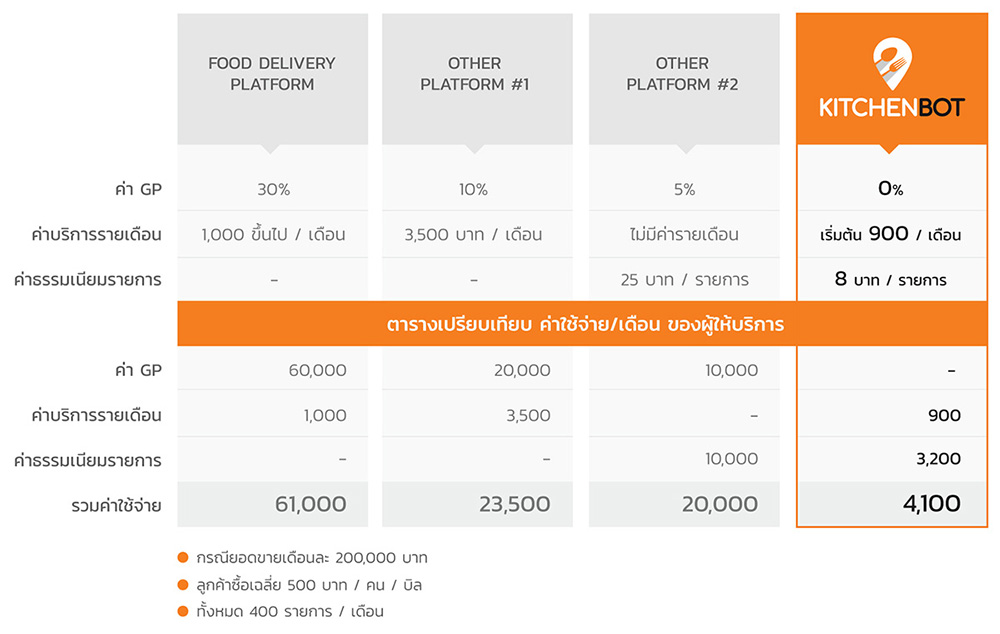 FOOD DELIVERY
PLATFORM
OTHER
PLATFORM #1
OTHER
PLATFORM #2
KITCHENBOT
ค่า GP 30% 10% 5% 0%
ค่าบริการรายเดือน 1,000 ขึ้นไป / เดือน 3,500 บาท / เดือน ไม่มีค่ารายเดือน เริ่มต้น 900 / เดือน
ค่าธรรมเนียมรายการ - - 25 บาท / รายการ 8 บาท / รายการ
ตารางเปรียบเทียบ ค่าใช้จ่าย/เดือน ของผู้ให้บริการ
ค่า GP 60,000 20,000 10,000 -
ค่าบริการรายเดือน 1,000 3,500 - 900
ค่าธรรมเนียมรายการ - - 10,000 3,200
รวมค่าใช้จ่าย 61,000 23,500 20,000 4,100
กรณียอดขายเดือนละ 200,000 บาท
ลูกค้าซื้อเฉลี่ย 500 บาท / คน / บิล
ทั้งหมด 400 รายการ / เดือน